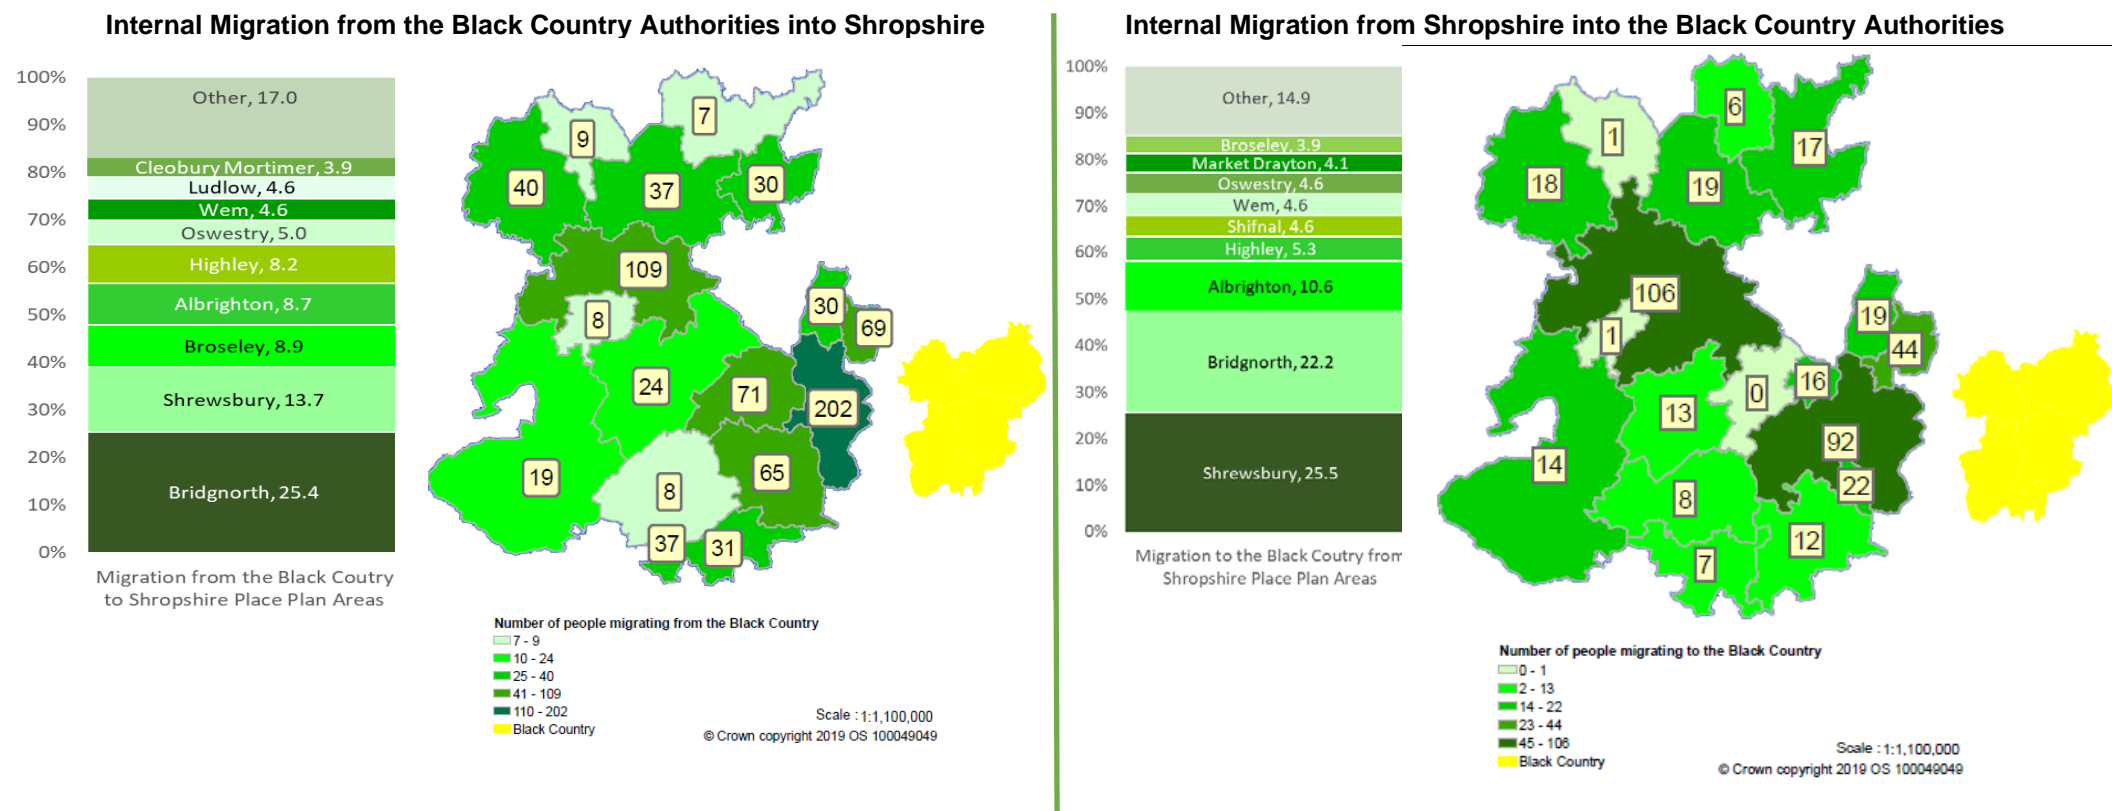 Internal Migration from the Black Country Authorities into Shropshire
100%
90%
80%
70%
60%
50%
40%
30%
20%
10%
0%
Other, 17.0
Cleobury Mortimer, 3.9
Ludlow, 4.6
Wem, 4.6
Oswestry, 5.0
Highley, 8.2
Albrighton, 8.7
Broseley, 8.9
Shrewsbury, 13.7
Bridgnorth, 25.4
Migration from the Black Coutry
to Shropshire Place Plan Areas
7
9
40
37
30
109
8
30
69
24
71
202
19
8
65
37
31
Number of people migrating from the Black Country
7 - 9
10 - 24
25 - 40
41 - 109
110 - 202
Black Country
Scale : 1:1,100,000
© Crown copyright 2019 OS 100049049
Internal Migration from Shropshire into the Black Country Authorities
100%
90%
80%
70%
60%
50%
40%
30%
20%
10%
0%
Other, 14.9
Broseley, 3.9
Market Drayton, 4.1
Oswestry, 4.6
Wem, 4.6
Shifnal, 4.6
Highley, 5.3
Albrighton, 10.6
Bridgnorth, 22.2
Shrewsbury, 25.5
Migration to the Black Coutry from
Shropshire Place Plan Areas
6
1
17
18
19
106
1
19
44
0
16
13
92
14
22
8
12
7
Number of people migrating to the Black Country
0 - 1
2 - 13
14 - 22
23 - 44
45 - 106
Black Country
Scale : 1:1,100,000
© Crown copyright 2019 OS 100049049